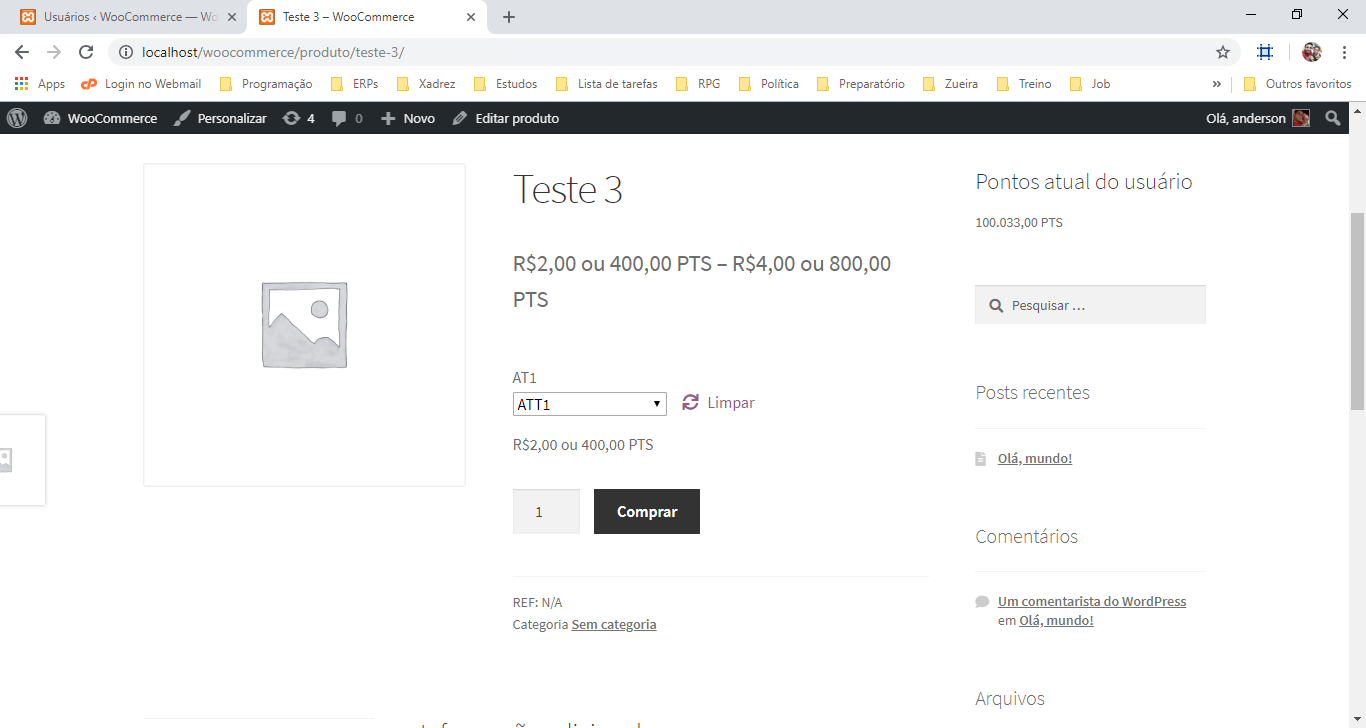 Usuários ‹ WooCommerce — Wo
Teste 3 – WooCommerce
localhost/woocommerce/produto/teste-3/
Apps
Login no Webmail
Programação
ERPs
Xadrez
Estudos
Lista de tarefas
RPG
Política
Preparatório
Zueira
Treino
Job
»
Outros favoritos
WooCommerce
Personalizar
4
0
Novo
Editar produto
Olá, anderson
Teste 3
R$2,00 ou 400,00 PTS – R$4,00 ou 800,00
PTS
AT1
ATT1
Limpar
R$2,00 ou 400,00 PTS
1
Comprar
REF: N/A
Categoria Sem categoria
Pontos atual do usuário
100.033,00 PTS
Pesquisar …
Posts recentes
Olá, mundo!
Comentários
Um comentarista do WordPress
em Olá, mundo!
Arquivos